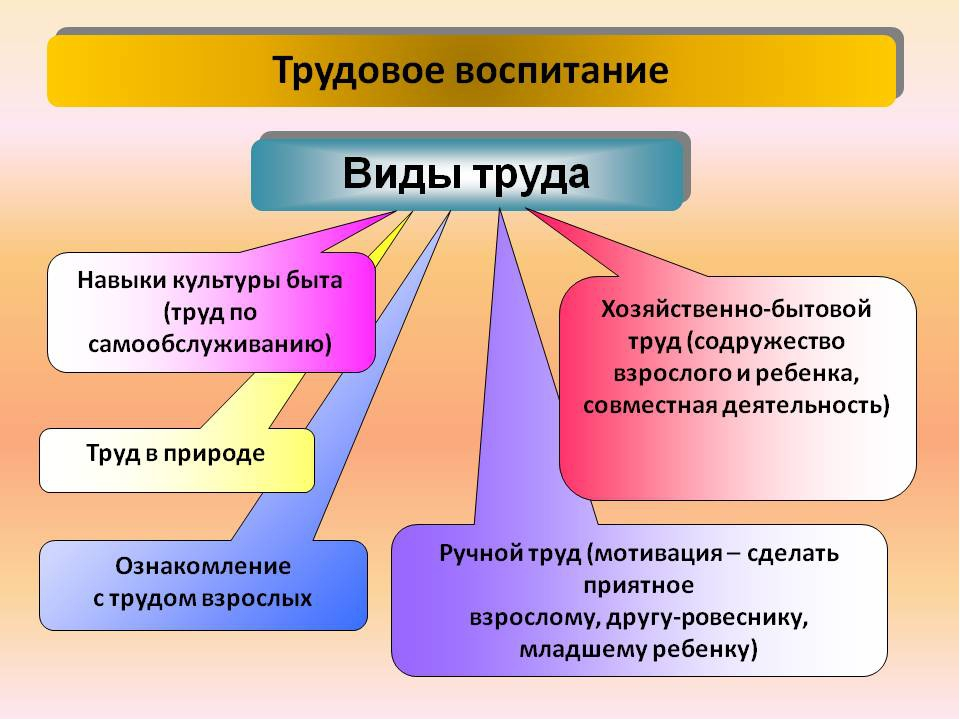 Трудовое воспитание
Виды труда
Навыки культуры быта
(труд по
самообслуживанию)
Труд в природе
Ознакомление
с трудом взрослых
Хозяйственно-бытовой
труд (содружество
взрослого и ребенка,
совместная деятельность)
Ручной труд (мотивация – сделать
приятное
взрослому, другу-ровеснику,
младшему ребенку)